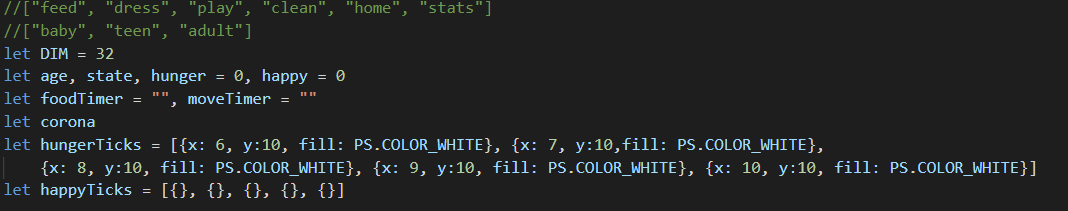 //["feed", "dress", "play", "clean", "home", "stats"]
//["baby", "teen", "adult"]
let DIM = 32
let age, state, hunger = 0, happy = 0
let foodTimer = "", moveTimer = ""
let corona
let hungerTicks = [{x: 6, y:10, fill: PS.COLOR_WHITE}, {x: 7, y:10,fill: PS.COLOR_WHITE},
    {x: 8, y:10, fill: PS.COLOR_WHITE}, {x: 9, y:10, fill: PS.COLOR_WHITE}, {x: 10, y:10, fill: PS.COLOR_WHITE}]
let happyTicks = [{}, {}, {}, {}, {}]